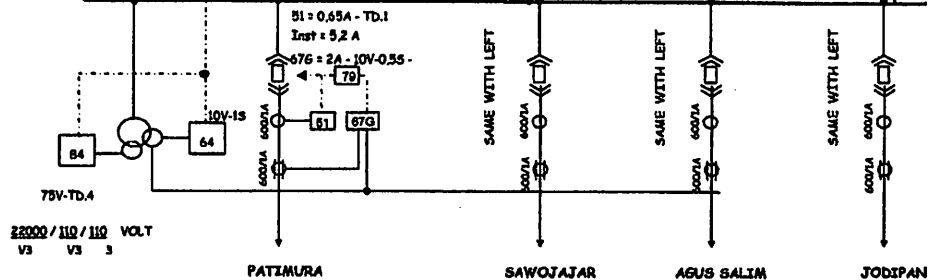 51 = 0,65A - TD.1
Inst = 5,2 A
67G = 2A - 10V-0,5S -
79
10V-1S
600/1A
51
67G
64
64
600/1A
75V-TD.4
22000 / 110 / 110 VOLT
V3 V3 3
SAME WITH LEFT
600/1A
600/1A
SAME WITH LEFT
600/1A
600/1A
SAME WITH LEFT
600/1A
600/1A
PATIMURA
SAWOJAJAR
AGUS SALIM
JODIPAN